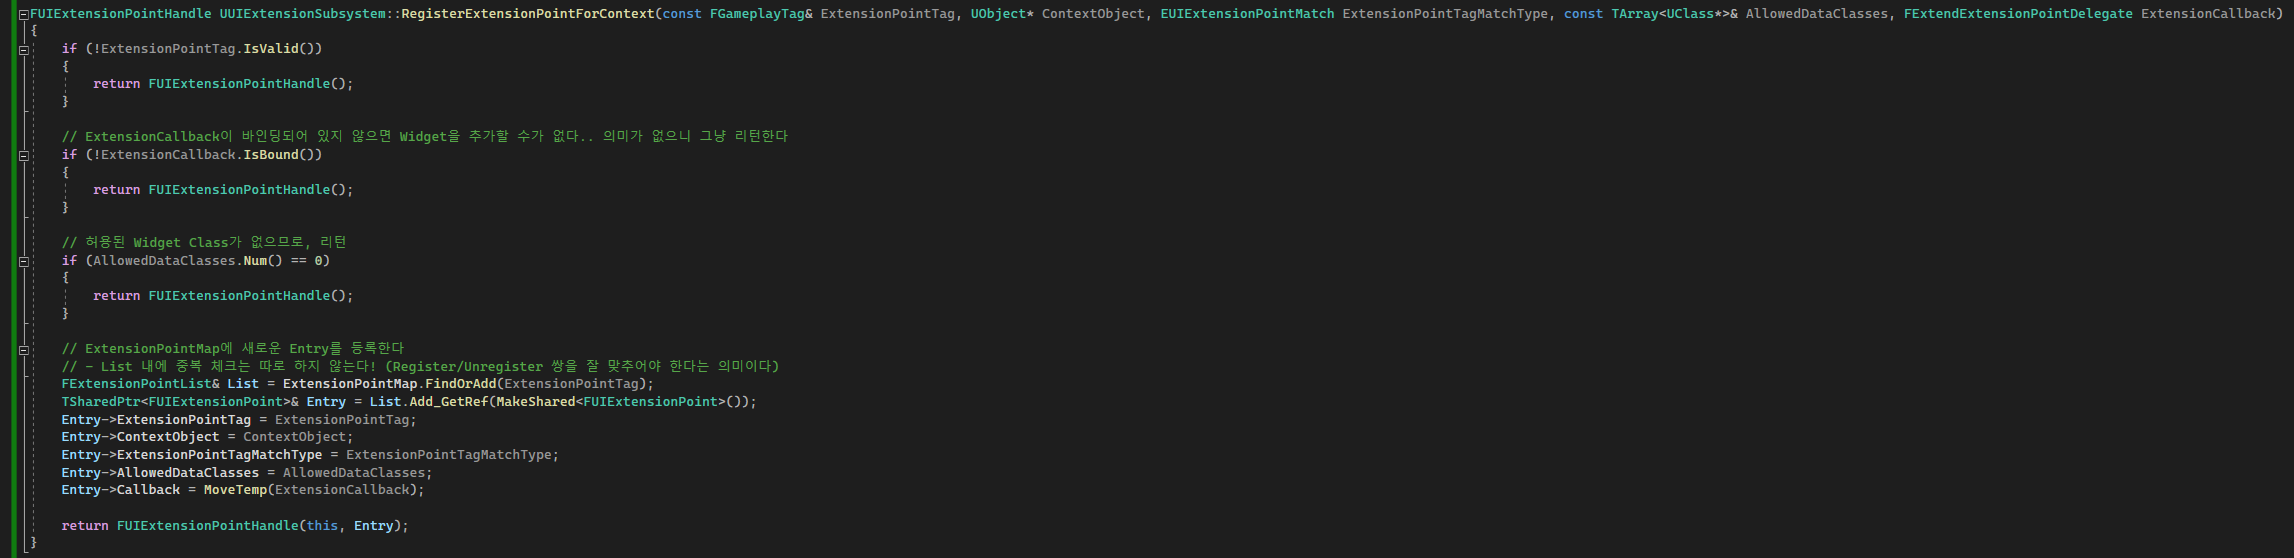 FUIExtensionPointHandle UUIExtensionSubsystem::RegisterExtensionPointForContext(const FGameplayTag& ExtensionPointTag, UObject* ContextObject, EUIExtensionPointMatch ExtensionPointTagMatchType, const TArray<UClass*>& AllowedDataClasses, FExtendExtensionPointDelegate ExtensionCallback)
{
    if (!ExtensionPointTag.IsValid())
    {
        return FUIExtensionPointHandle();
    }

    // ExtensionCallback이 바인딩되어 있지 않으면 Widget을 추가할 수가 없다.. 의미가 없으니 그냥 리턴한다
    if (!ExtensionCallback.IsBound())
    {
        return FUIExtensionPointHandle();
    }

    // 허용된 Widget Class가 없으므로, 리턴
    if (AllowedDataClasses.Num() == 0)
    {
        return FUIExtensionPointHandle();
    }

    // ExtensionPointMap에 새로운 Entry를 등록한다
    // - List 내에 중복 체크는 따로 하지 않는다! (Register/Unregister 쌍을 잘 맞추어야 한다는 의미이다)
    FExtensionPointList& List = ExtensionPointMap.FindOrAdd(ExtensionPointTag);
    TSharedPtr<FUIExtensionPoint>& Entry = List.Add_GetRef(MakeShared<FUIExtensionPoint>());
    Entry->ExtensionPointTag = ExtensionPointTag;
    Entry->ContextObject = ContextObject;
    Entry->ExtensionPointTagMatchType = ExtensionPointTagMatchType;
    Entry->AllowedDataClasses = AllowedDataClasses;
    Entry->Callback = MoveTemp(ExtensionCallback);

    return FUIExtensionPointHandle(this, Entry);
}